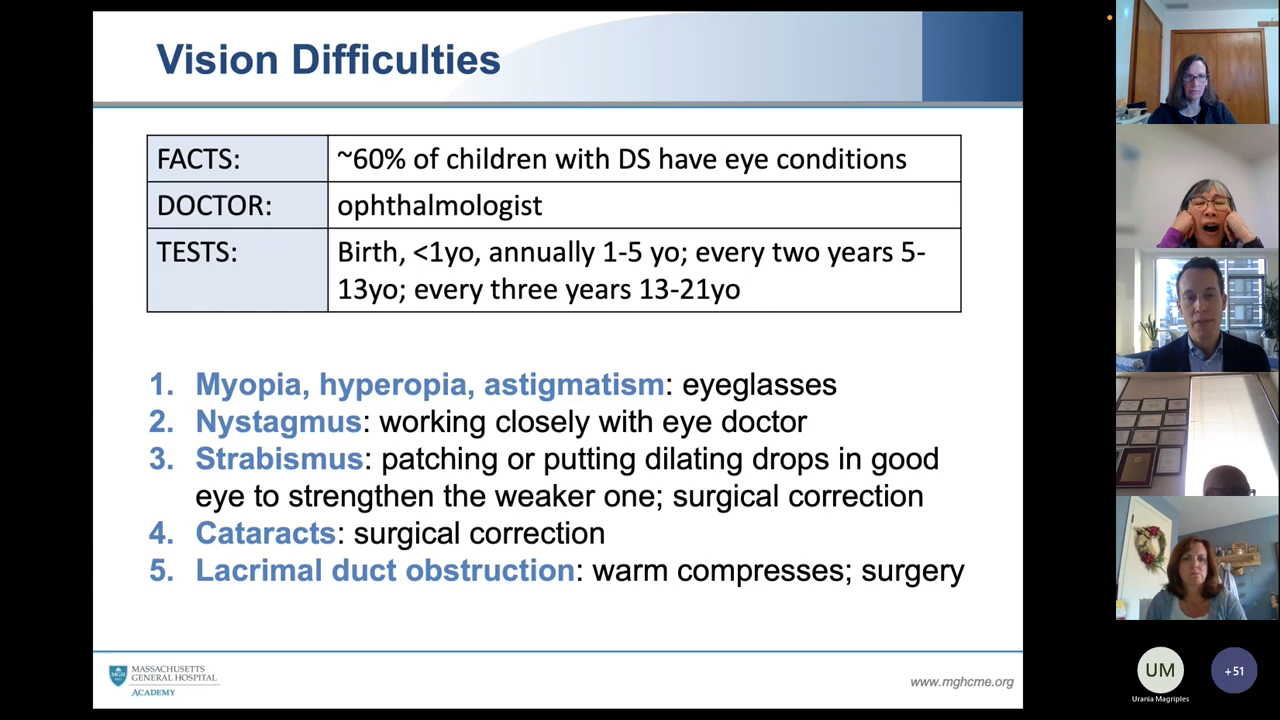 Vision Difficulties
FACTS:
~60% of children with DS have eye conditions
DOCTOR:
ophthalmologist
TESTS:
Birth, <1yo, annually 1-5 yo; every two years 5-
13yo; every three years 13-21yo
1. Myopia, hyperopia, astigmatism: eyeglasses
2. Nystagmus: working closely with eye doctor
3. Strabismus: patching or putting dilating drops in good
eye to strengthen the weaker one; surgical correction
4. Cataracts: surgical correction
5. Lacrimal duct obstruction: warm compresses; surgery
MGH
MASSACHUSETTS
GENERAL HOSPITAL
ACADEMY
www.mghcme.org
UM
Urania Magriples
+51